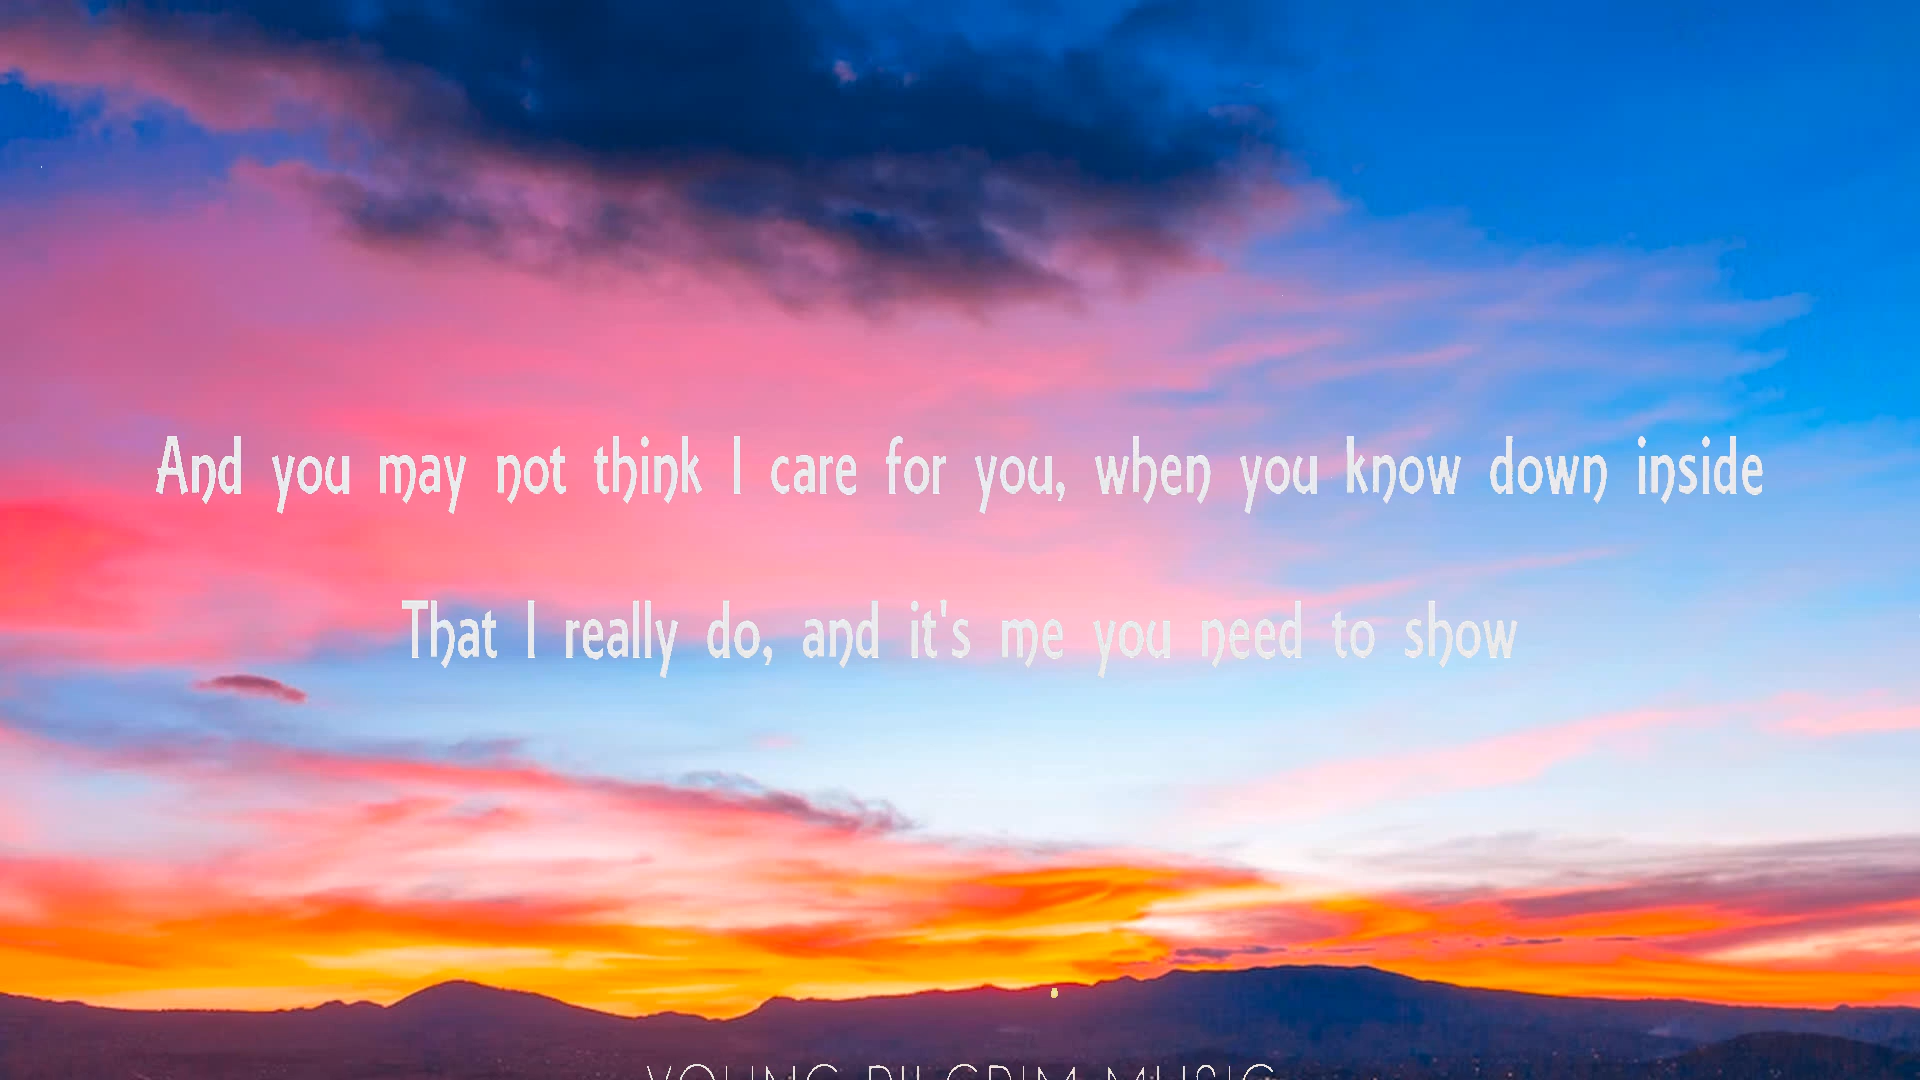 And you may not think I care for you, when you know down inside
That I really do, and it's me you need to show
YOUNG PILGRIM MUSIC